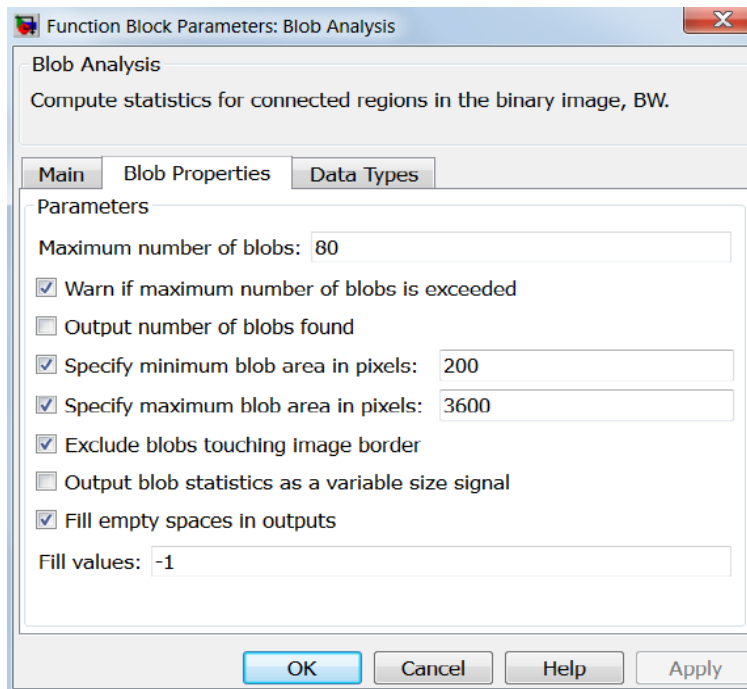 Function Block Parameters: Blob Analysis
Blob Analysis
Compute statistics for connected regions in the binary image, BW.
Main Blob Properties Data Types
Parameters
Maximum number of blobs: 80
Warn if maximum number of blobs is exceeded
Output number of blobs found
Specify minimum blob area in pixels: 200
Specify maximum blob area in pixels: 3600
Exclude blobs touching image border
Output blob statistics as a variable size signal
Fill empty spaces in outputs
Fill values: -1
OK Cancel Help Apply